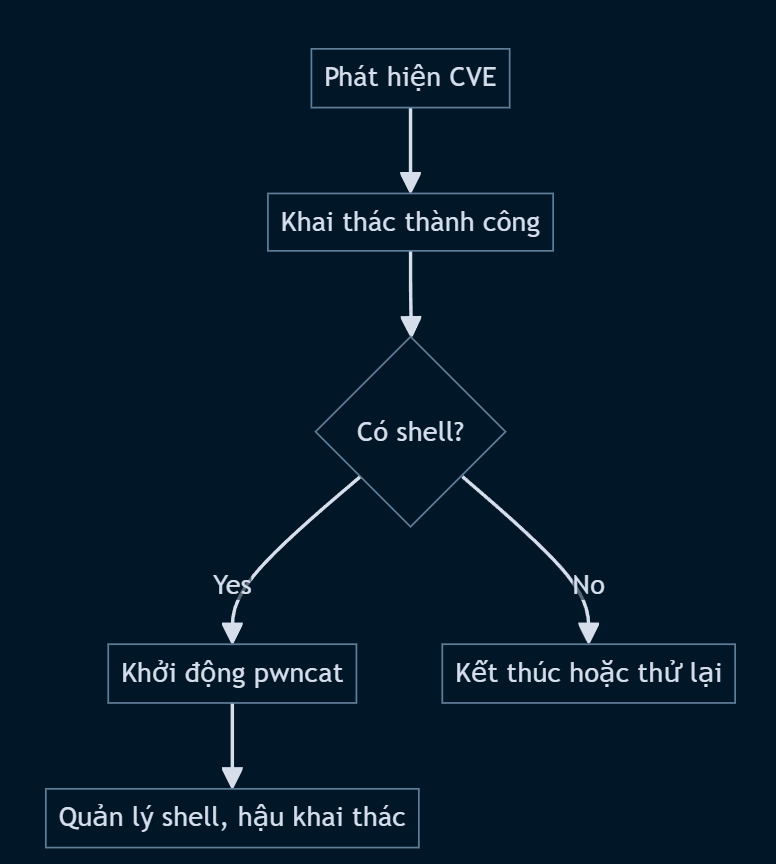 Phát hiện CVE
Khai thác thành công
Có shell?
Yes
No
Khởi động pwncat
Kết thúc hoặc thử lại
Quản lý shell, hậu khai thác